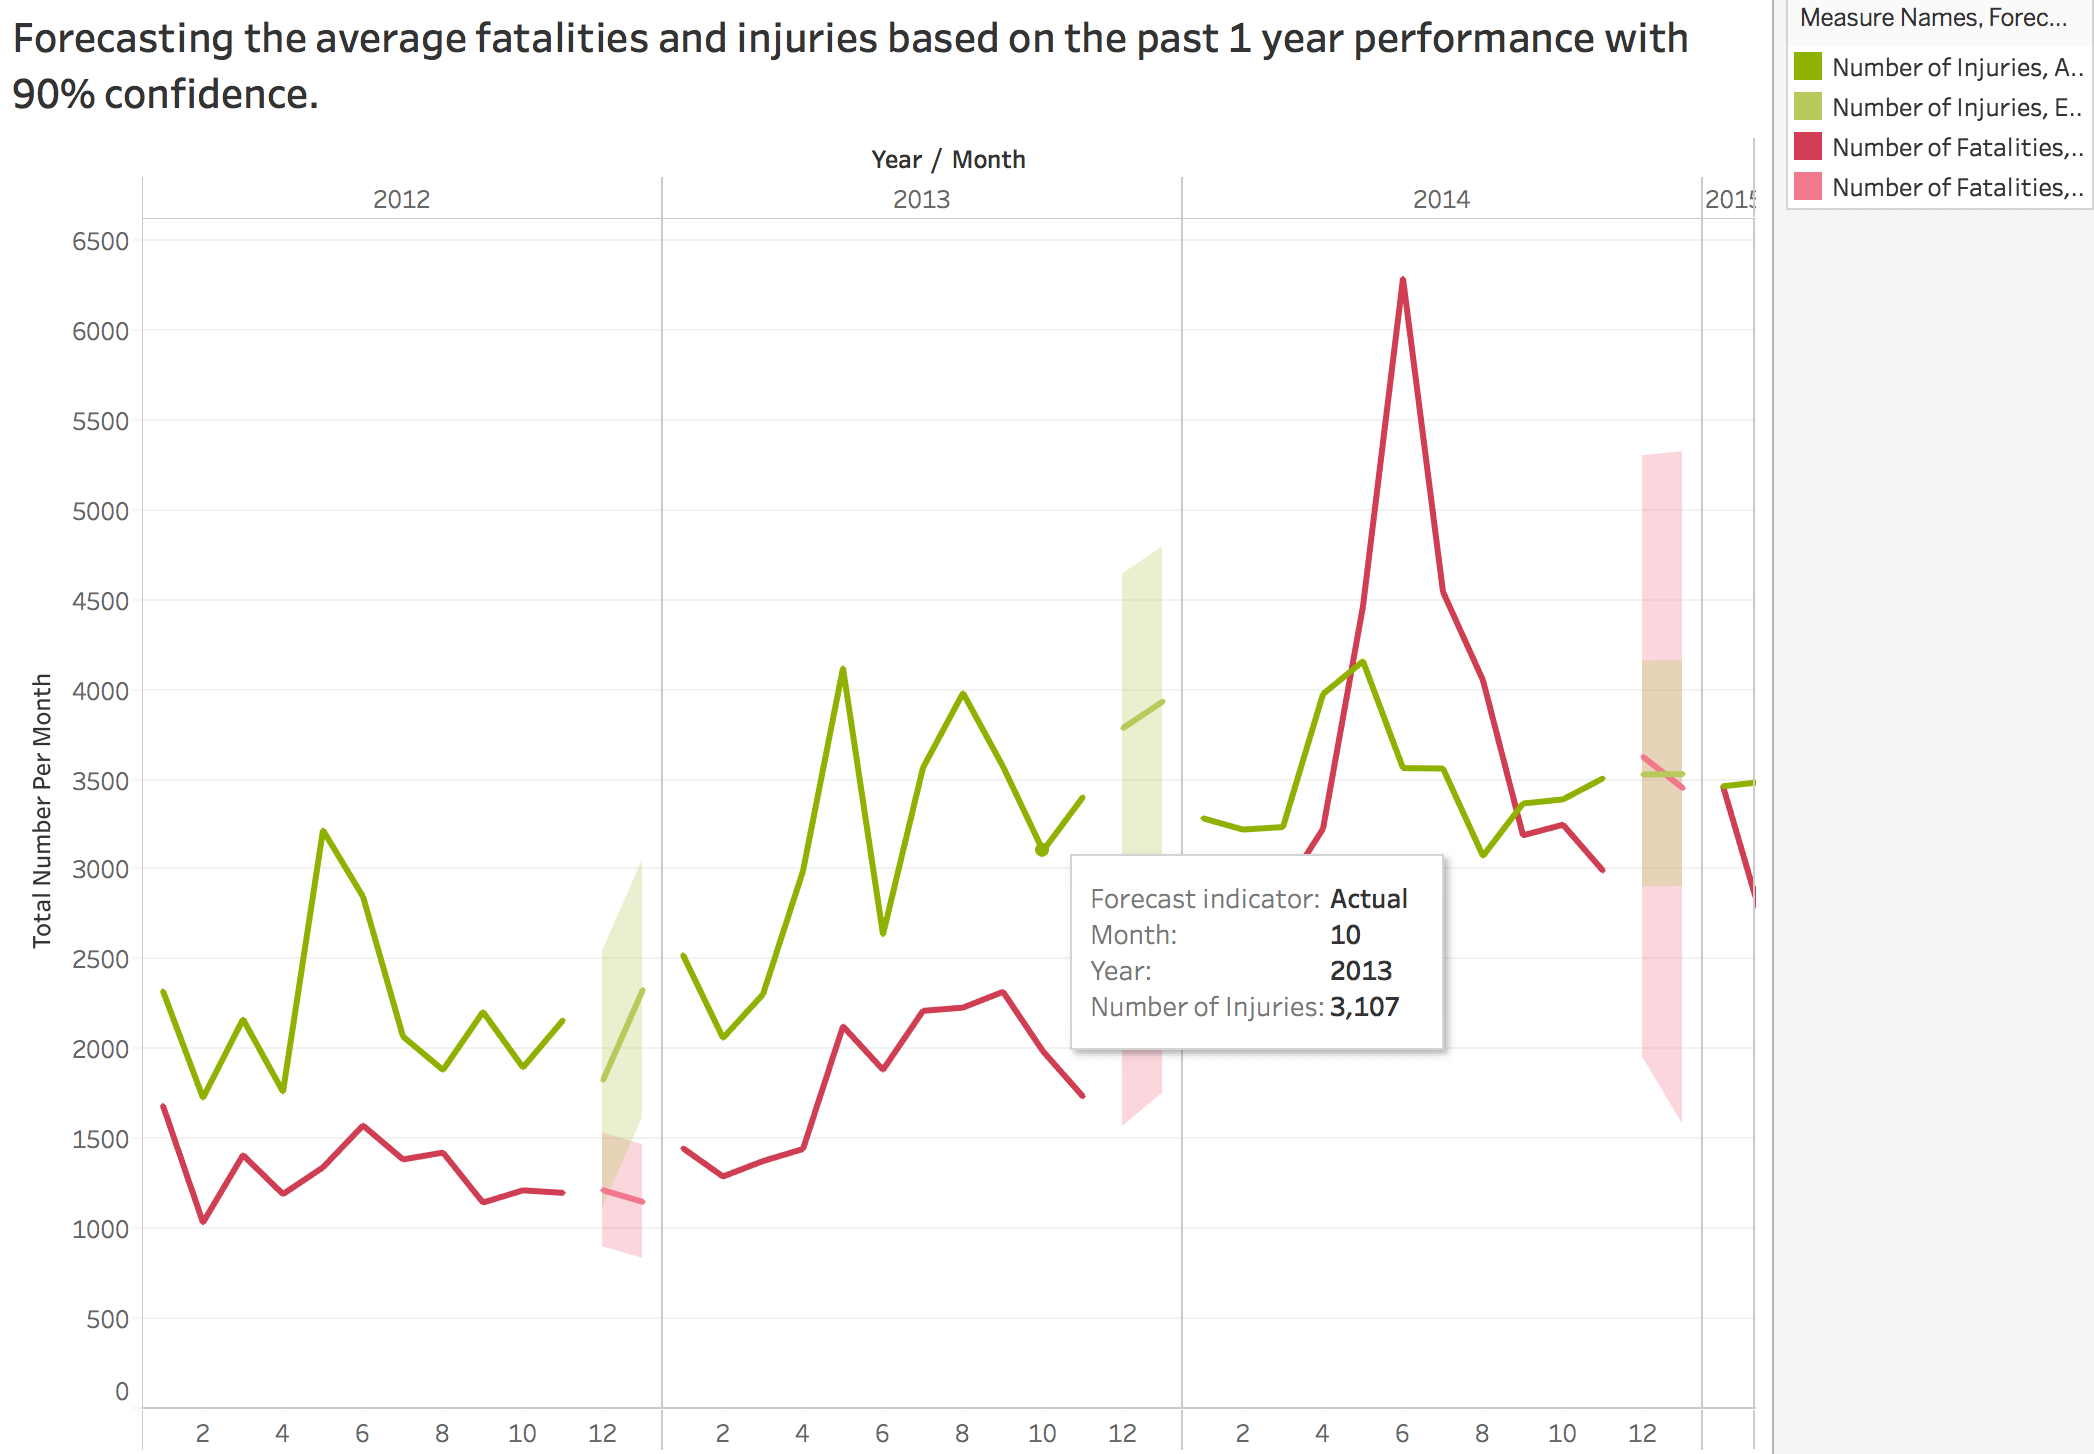 Forecasting the average fatalities and injuries based on the past 1 year performance with
90% confidence.
Measure Names, Forec...
Number of Injuries, A..
Number of Injuries, E..
Number of Fatalities,..
Number of Fatalities,..
Year / Month
2012 2013 2014 2015
6500
6000
5500
5000
4500
4000
3500
3000
2500
2000
1500
1000
500
0
Total Number Per Month
Forecast indicator: Actual
Month: 10
Year: 2013
Number of Injuries: 3,107
2 4 6 8 10 12 2 4 6 8 10 12 2 4 6 8 10 12